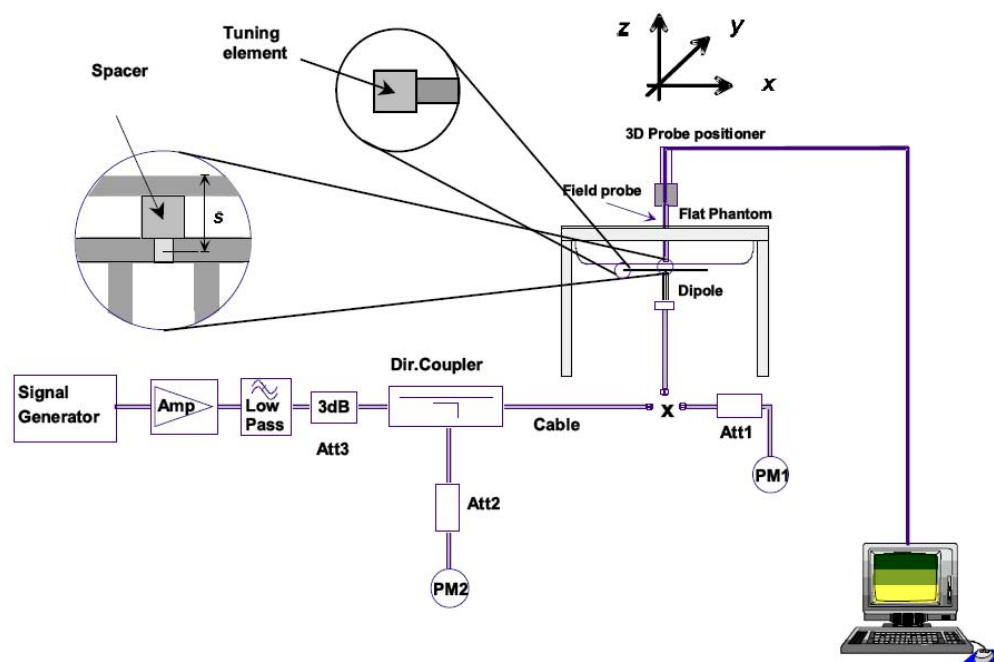 Tuning
element
z
y
x
Spacer
3D Probe positioner
Field probe
Flat Phantom
s
Dipole
Dir.Coupler
Signal
Generator
Amp
Low
Pass
3dB
Att3
Cable
x
Att1
PM1
Att2
PM2